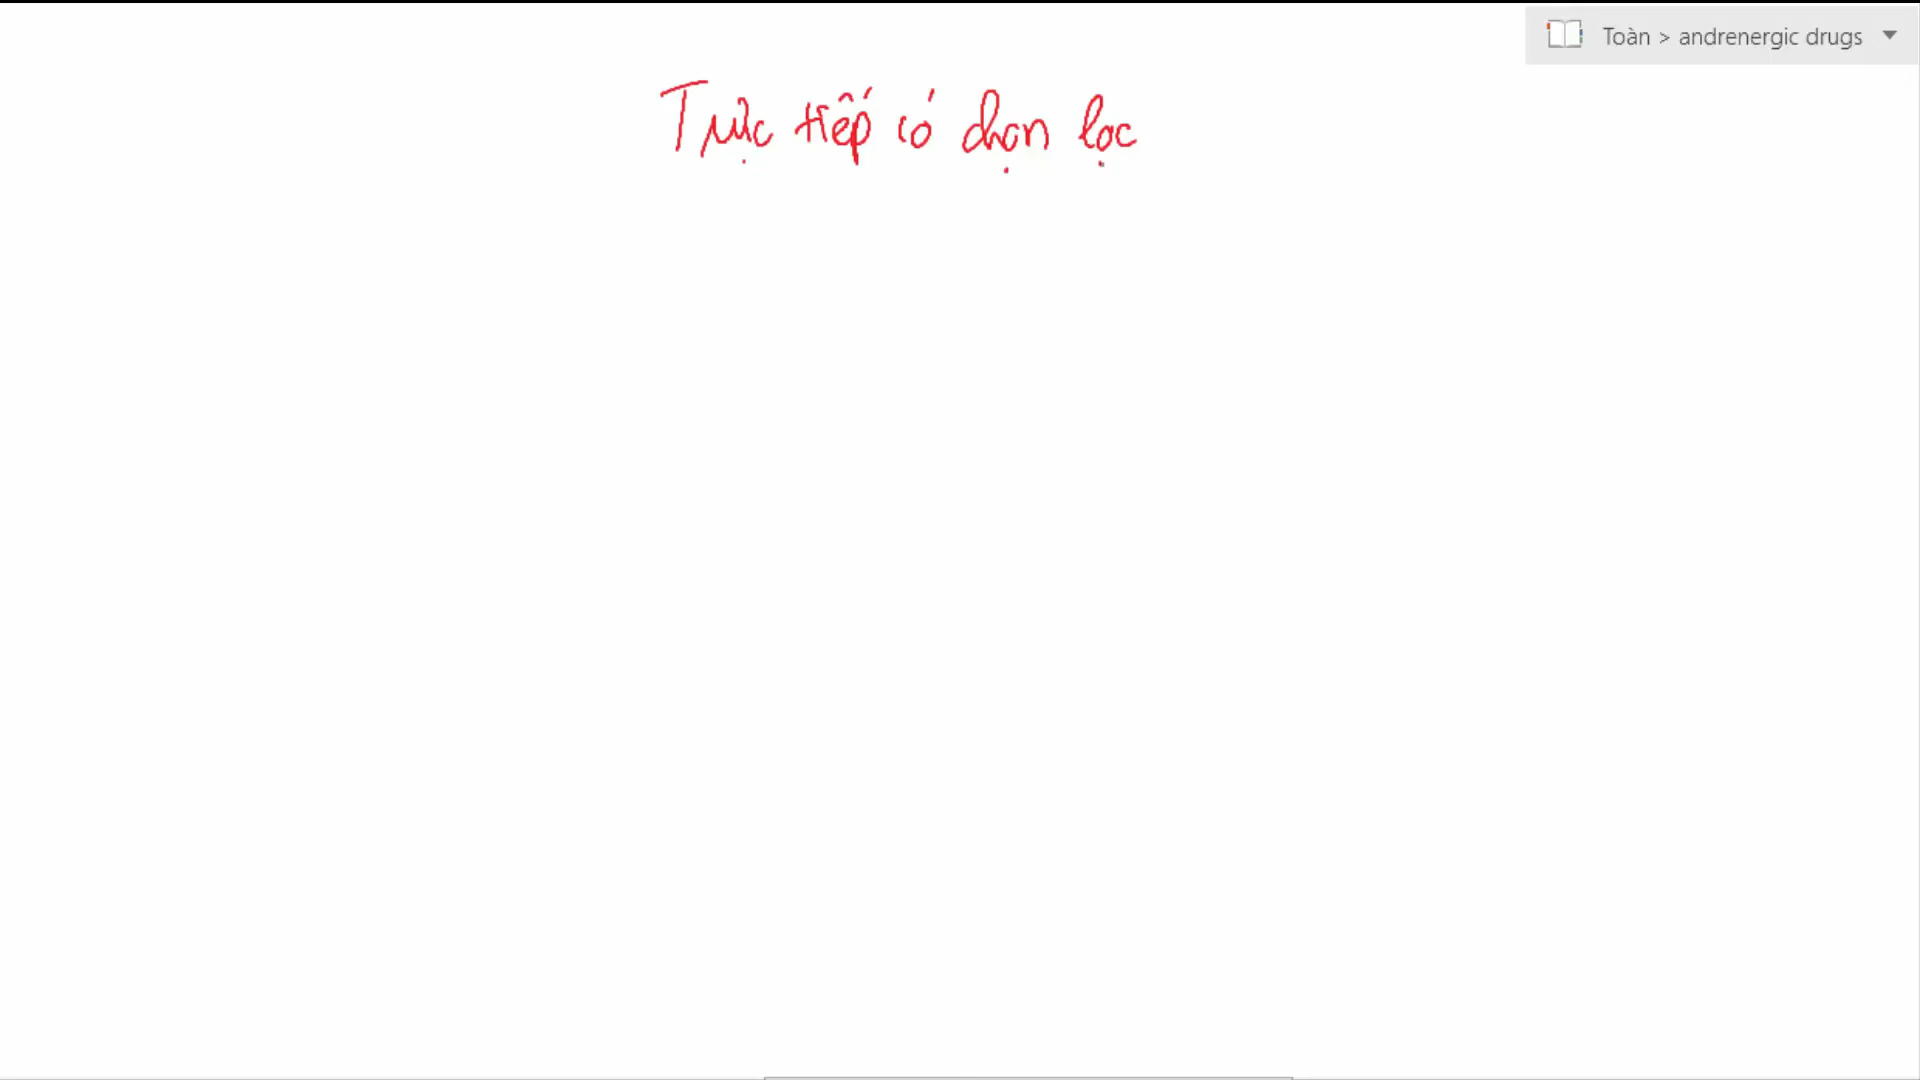 Toàn > andrenergic drugs
Trực tiếp có chọn lọc